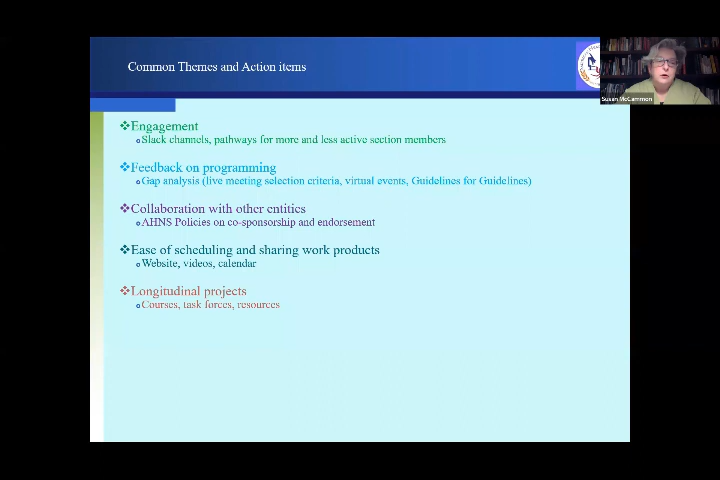 Common Themes and Action items
Susan McCammon
❖Engagement
Slack channels, pathways for more and less active section members
❖Feedback on programming
Gap analysis (live meeting selection criteria, virtual events, Guidelines for Guidelines)
❖Collaboration with other entities
AHNS Policies on co-sponsorship and endorsement
❖Ease of scheduling and sharing work products
Website, videos, calendar
❖Longitudinal projects
Courses, task forces, resources